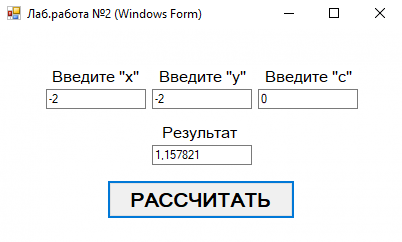 Лаб.работа №2 (Windows Form)
Введите "x" Введите "y" Введите "c"
-2 -2 0
Результат
1,157821
РАССЧИТАТЬ